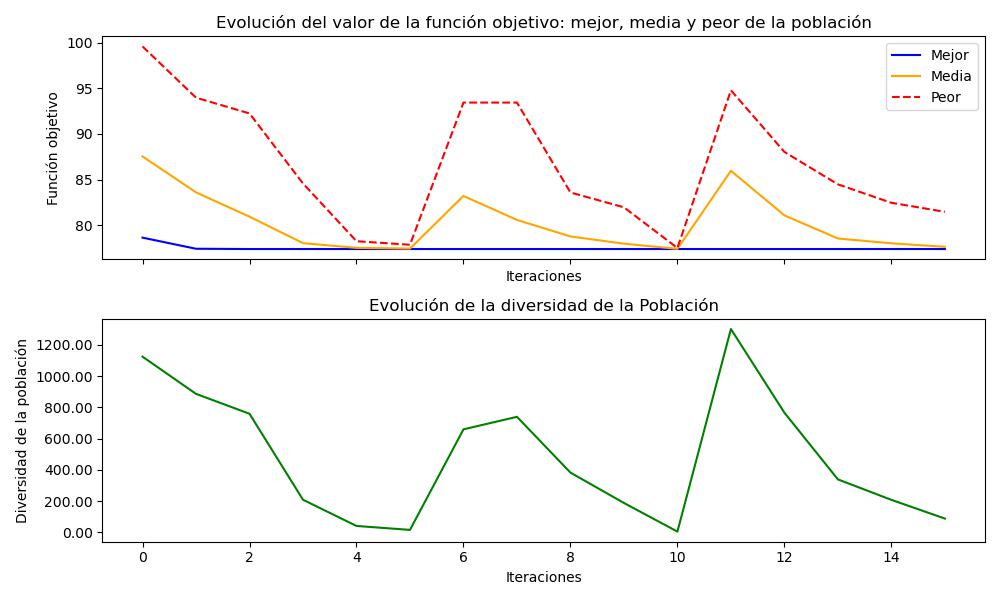 Evolución del valor de la función objetivo: mejor, media y peor de la población
100
95
90
85
80
Función objetivo
Mejor
Media
Peor
Iteraciones
Evolución de la diversidad de la Población
1200.00
1000.00
800.00
600.00
400.00
200.00
0.00
Diversidad de la población
0 2 4 6 8 10 12 14
Iteraciones